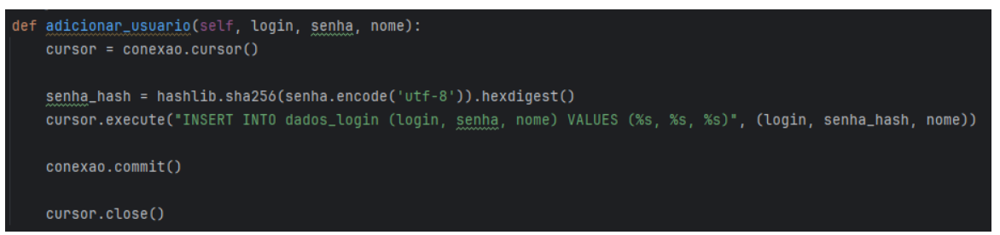 def adicionar_usuario(self, login, senha, nome):
    cursor = conexao.cursor()
    senha_hash = hashlib.sha256(senha.encode('utf-8')).hexdigest()
    cursor.execute("INSERT INTO dados_login (login, senha, nome) VALUES (%s, %s, %s)", (login, senha_hash, nome))
    conexao.commit()
    cursor.close()